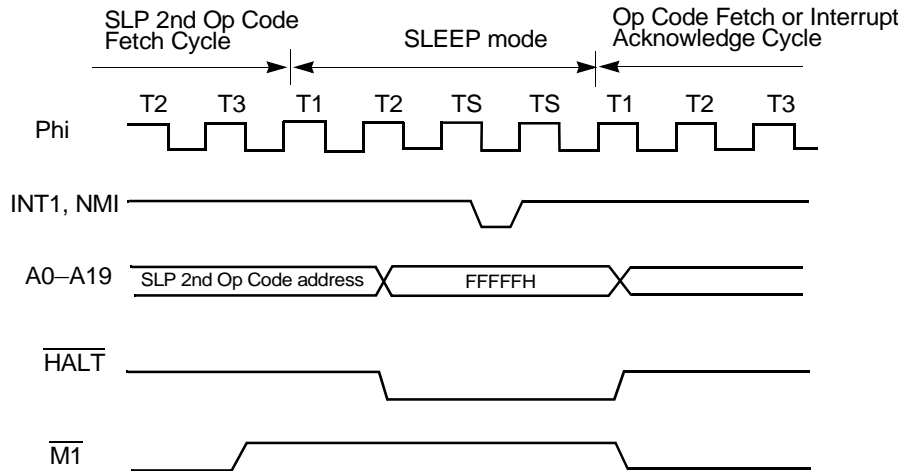 SLP 2nd Op Code
Fetch Cycle
SLEEP mode
Op Code Fetch or Interrupt
Acknowledge Cycle
T2 T3 T1 T2 TS TS T1 T2 T3
Phi
INT1, NMI
A0–A19
SLP 2nd Op Code address
FFFFFH
HALT
M1